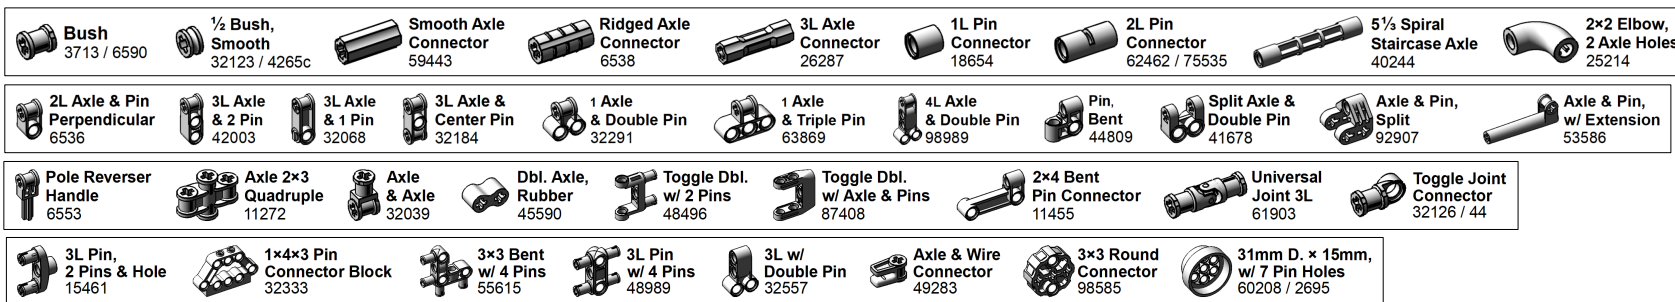 Bush
3713 / 6590
½ Bush,
Smooth
32123 / 4265c
Smooth Axle
Connector
59443
Ridged Axle
Connector
6538
3L Axle
Connector
26287
1L Pin
Connector
18654
2L Pin
Connector
62462 / 75535
5⅓ Spiral
Staircase Axle
40244
2×2 Elbow,
2 Axle Holes
25214
2L Axle & Pin
Perpendicular
6536
3L Axle
& 2 Pin
42003
3L Axle
& 1 Pin
32068
3L Axle &
Center Pin
32184
1 Axle
& Double Pin
32291
1 Axle
& Triple Pin
63869
4L Axle
& Double Pin
98989
Pin,
Bent
44809
Split Axle &
Double Pin
41678
Axle & Pin,
Split
92907
Axle & Pin,
w/ Extension
53586
Pole Reverser
Handle
6553
Axle 2×3
Quadruple
11272
Axle
& Axle
32039
Dbl. Axle,
Rubber
45590
Toggle Dbl.
w/ 2 Pins
48496
Toggle Dbl.
w/ Axle & Pins
87408
2×4 Bent
Pin Connector
11455
Universal
Joint 3L
61903
Toggle Joint
Connector
32126 / 44
3L Pin,
2 Pins & Hole
15461
1×4×3 Pin
Connector Block
32333
3×3 Bent
w/ 4 Pins
55615
3L Pin
w/ 4 Pins
48989
3L w/
Double Pin
32557
Axle & Wire
Connector
49283
3×3 Round
Connector
98585
31mm D. × 15mm,
w/ 7 Pin Holes
60208 / 2695